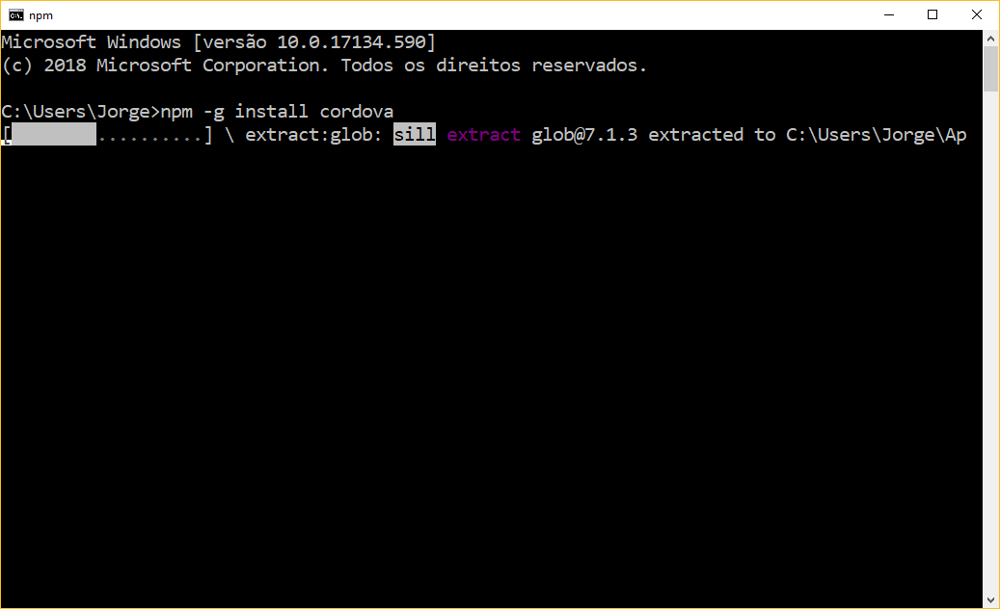 npm
Microsoft Windows [versão 10.0.17134.590]
(c) 2018 Microsoft Corporation. Todos os direitos reservados.
C:\Users\Jorge>npm -g install cordova
[        ..........] \ extract:glob: sill extract glob@7.1.3 extracted to C:\Users\Jorge\Ap